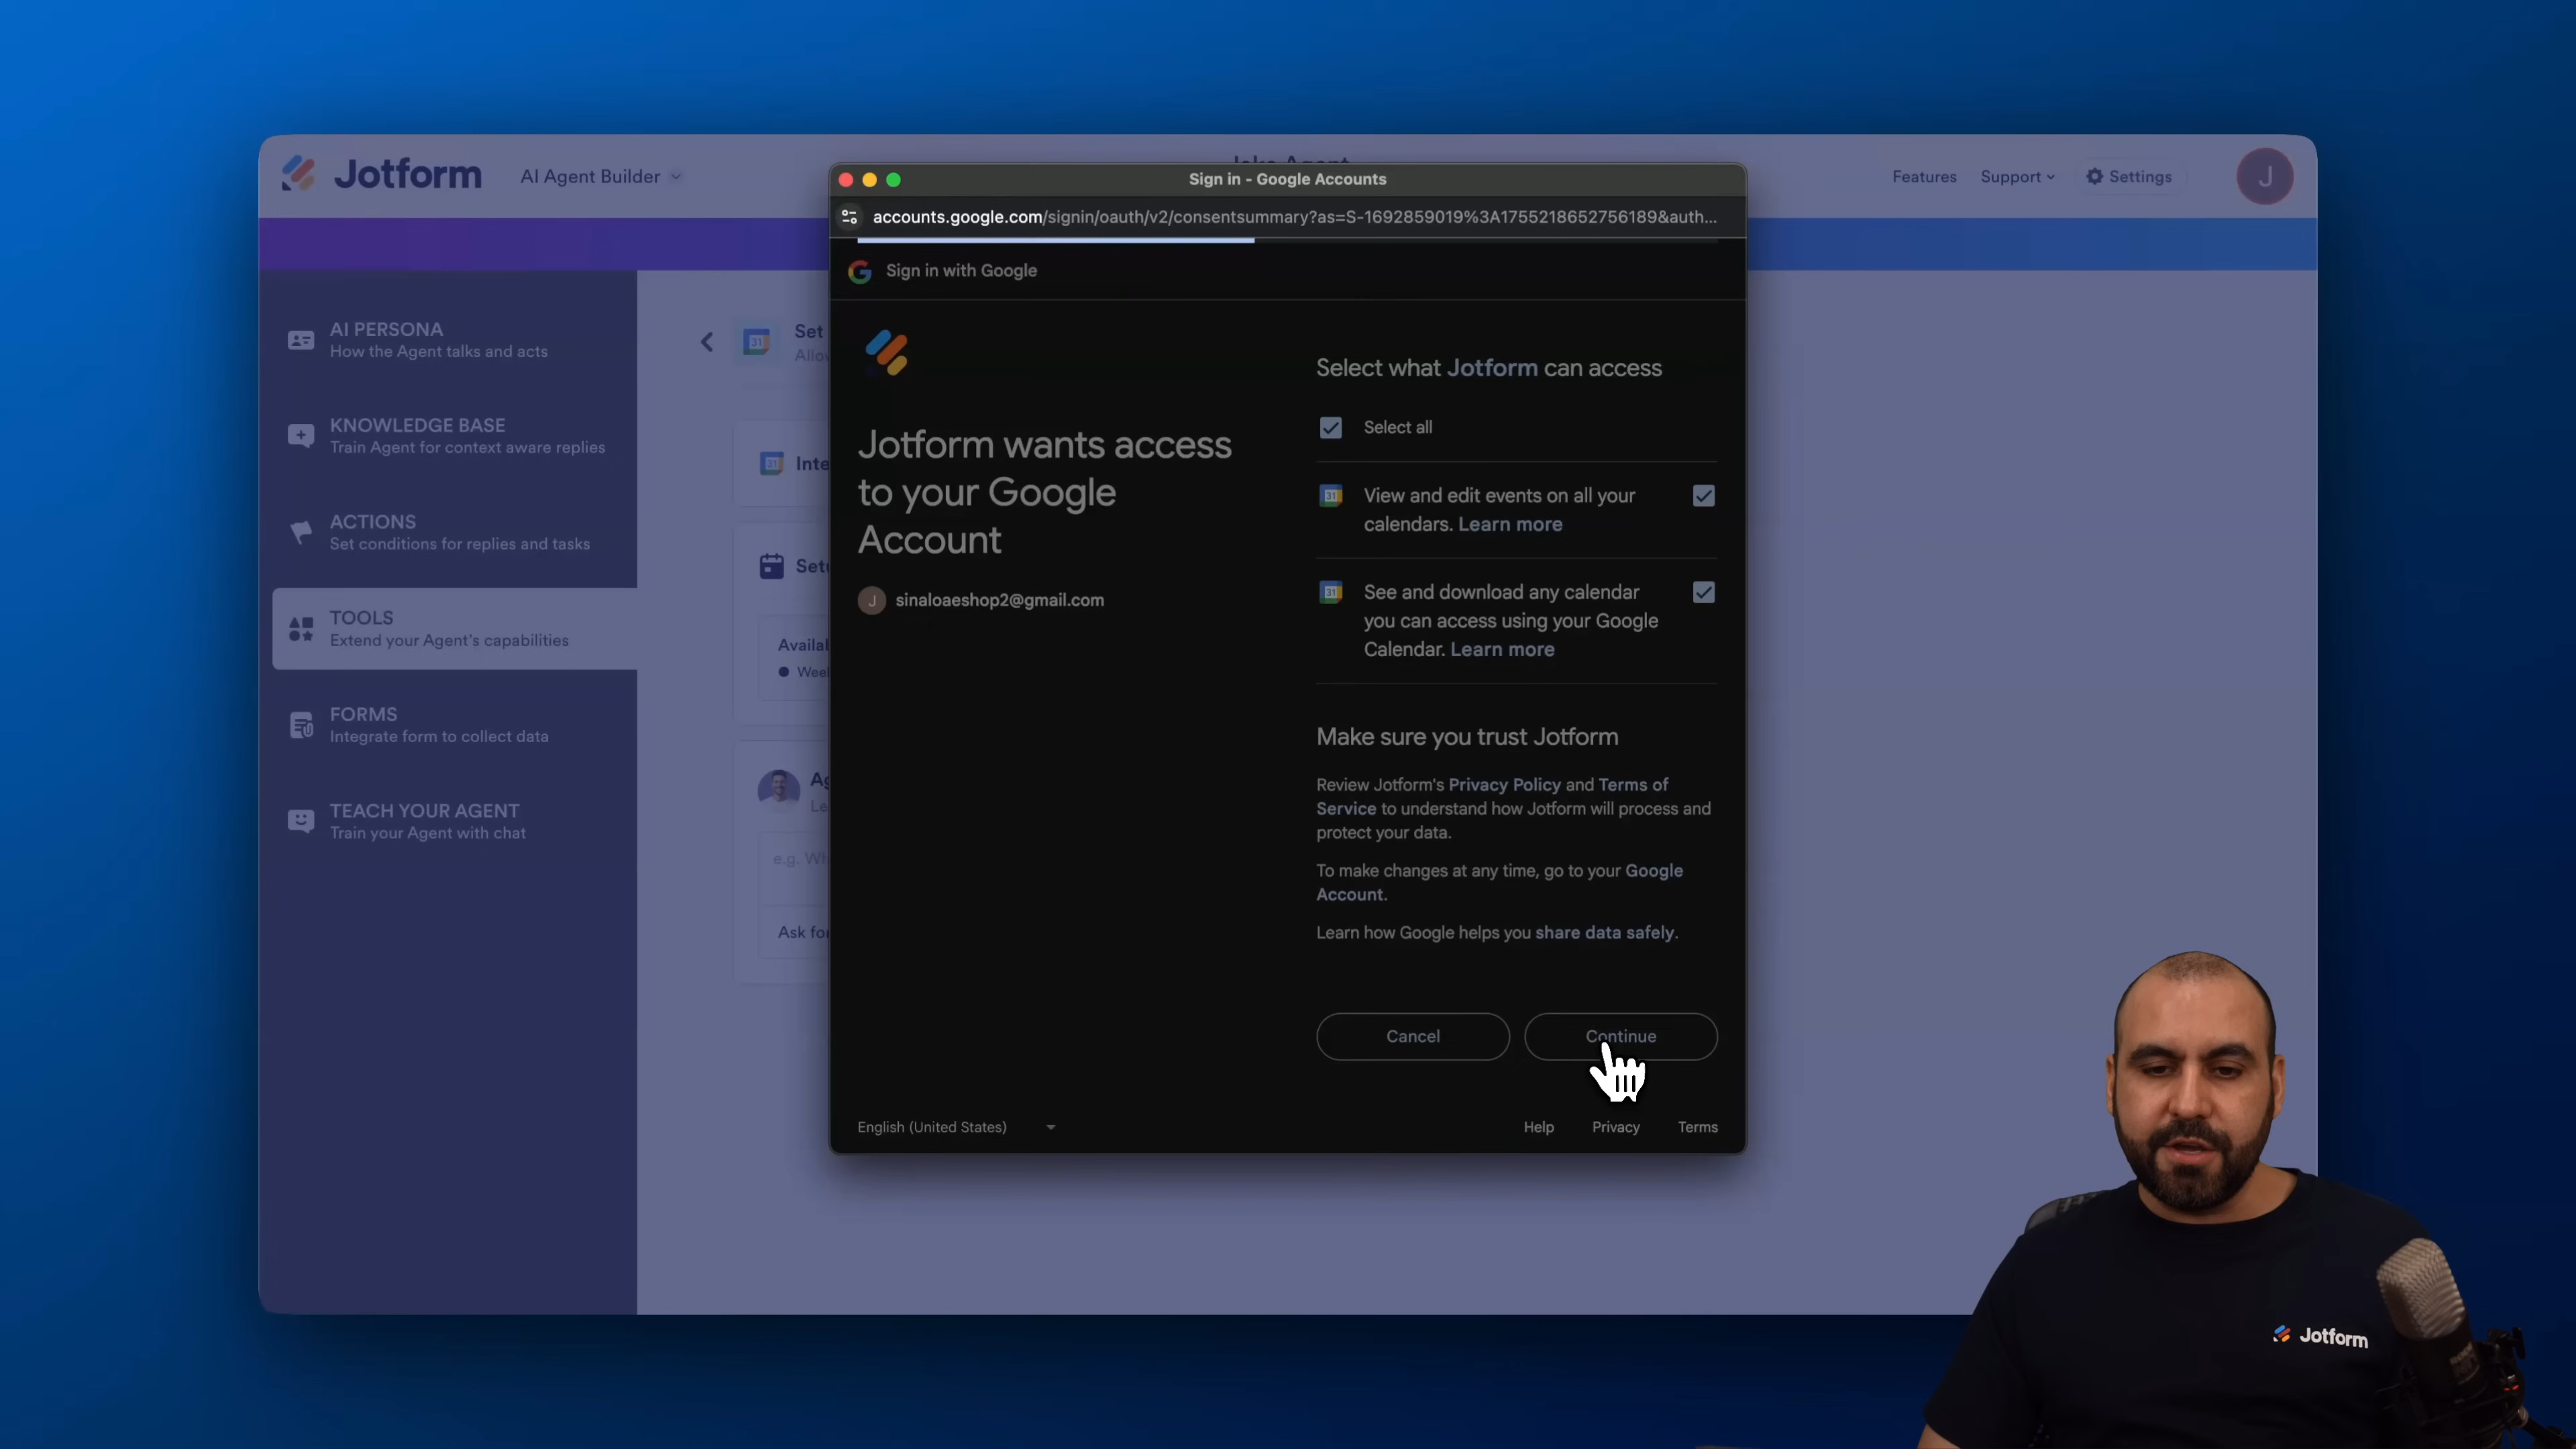 Jotform
AI Agent Builder
Features
Support
Settings
J
AI PERSONA
How the Agent talks and acts
KNOWLEDGE BASE
Train Agent for context aware replies
ACTIONS
Set conditions for replies and tasks
TOOLS
Extend your Agent's capabilities
FORMS
Integrate form to collect data
TEACH YOUR AGENT
Train your Agent with chat
31
Set
31
Sign in - Google Accounts
accounts.google.com/signin/oauth/v2/consentsummary?as=S-1692859019%3A1755218652756189&auth...
Sign in with Google
Jotform wants access
to your Google
Account
J
sinaloaeshop2@gmail.com
Select what Jotform can access
Select all
31
View and edit events on all your
calendars. Learn more
31
See and download any calendar
you can access using your Google
Calendar. Learn more
Make sure you trust Jotform
Review Jotform's Privacy Policy and Terms of
Service to understand how Jotform will process and
protect your data.
To make changes at any time, go to your Google
Account.
Learn how Google helps you share data safely.
Cancel
Continue
English (United States)
Help
Privacy
Terms
Jotform